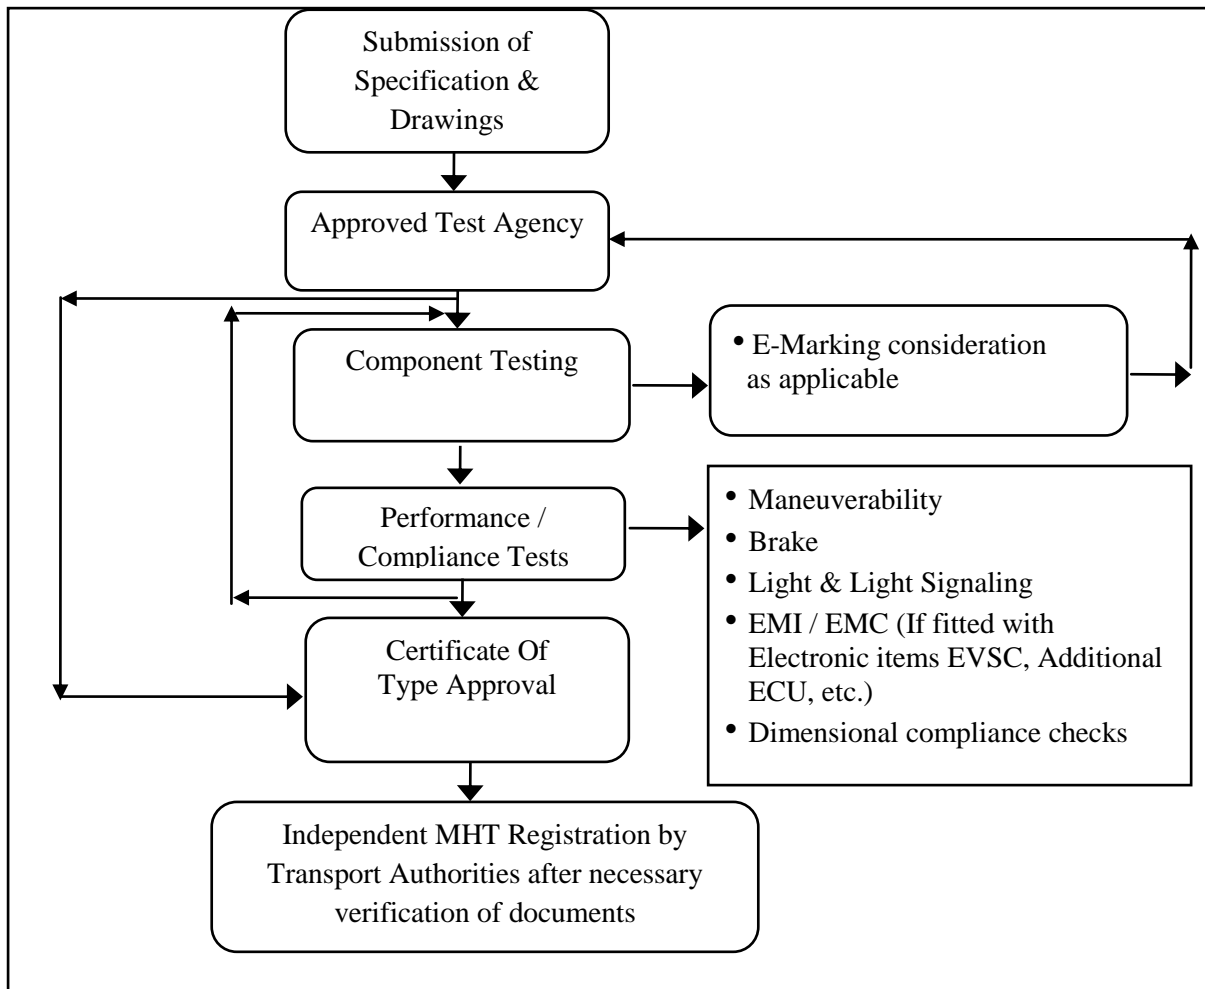 Submission of
Specification &
Drawings
Approved Test Agency
Component Testing
• E-Marking consideration
as applicable
Performance /
Compliance Tests
• Maneuverability
• Brake
• Light & Light Signaling
• EMI / EMC (If fitted with
Electronic items EVSC, Additional
ECU, etc.)
• Dimensional compliance checks
Certificate Of
Type Approval
Independent MHT Registration by
Transport Authorities after necessary
verification of documents